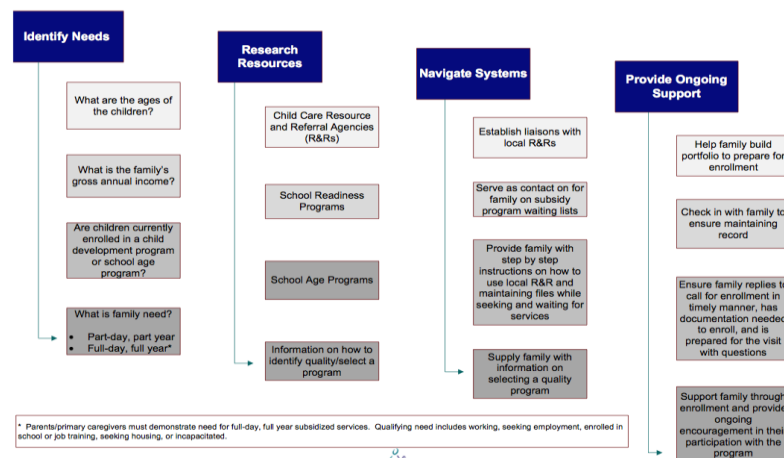 Identify Needs
What are the ages of
the children?
What is the family's
gross annual income?
Are children currently
enrolled in a child
development program
or school age
program?
What is family need?
• Part-day, part year
• Full-day, full year*
Research
Resources
Child Care Resource
and Referral Agencies
(R&Rs)
School Readiness
Programs
School Age Programs
Information on how to
identify quality/select a
program
Navigate Systems
Establish liaisons with
local R&Rs
Serve as contact on for
family on subsidy
program waiting lists
Provide family with
step by step
instructions on how to
use local R&R and
maintaining files while
seeking and waiting for
services
Supply family with
information on
selecting a quality
program
Provide Ongoing
Support
Help family build
portfolio to prepare for
enrollment
Check in with family to
ensure maintaining
record
Ensure family replies to
call for enrollment in
timely manner, has
documentation needed
to enroll, and is
prepared for the visit
with questions
Support family through
enrollment and provide
ongoing
encouragement in their
participation with the
program
* Parents/primary caregivers must demonstrate need for full-day, full year subsidized services. Qualifying need includes working, seeking employment, enrolled in
school or job training, seeking housing, or incapacitated.